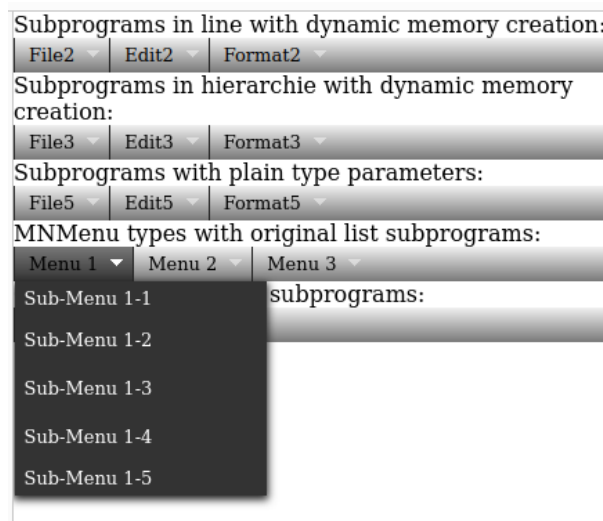 Subprograms in line with dynamic memory creation:
File2 Edit2 Format2
Subprograms in hierarchie with dynamic memory
creation:
File3 Edit3 Format3
Subprograms with plain type parameters:
File5 Edit5 Format5
MNMenu types with original list subprograms:
Menu 1 Menu 2 Menu 3
subprograms:
Sub-Menu 1-1
Sub-Menu 1-2
Sub-Menu 1-3
Sub-Menu 1-4
Sub-Menu 1-5